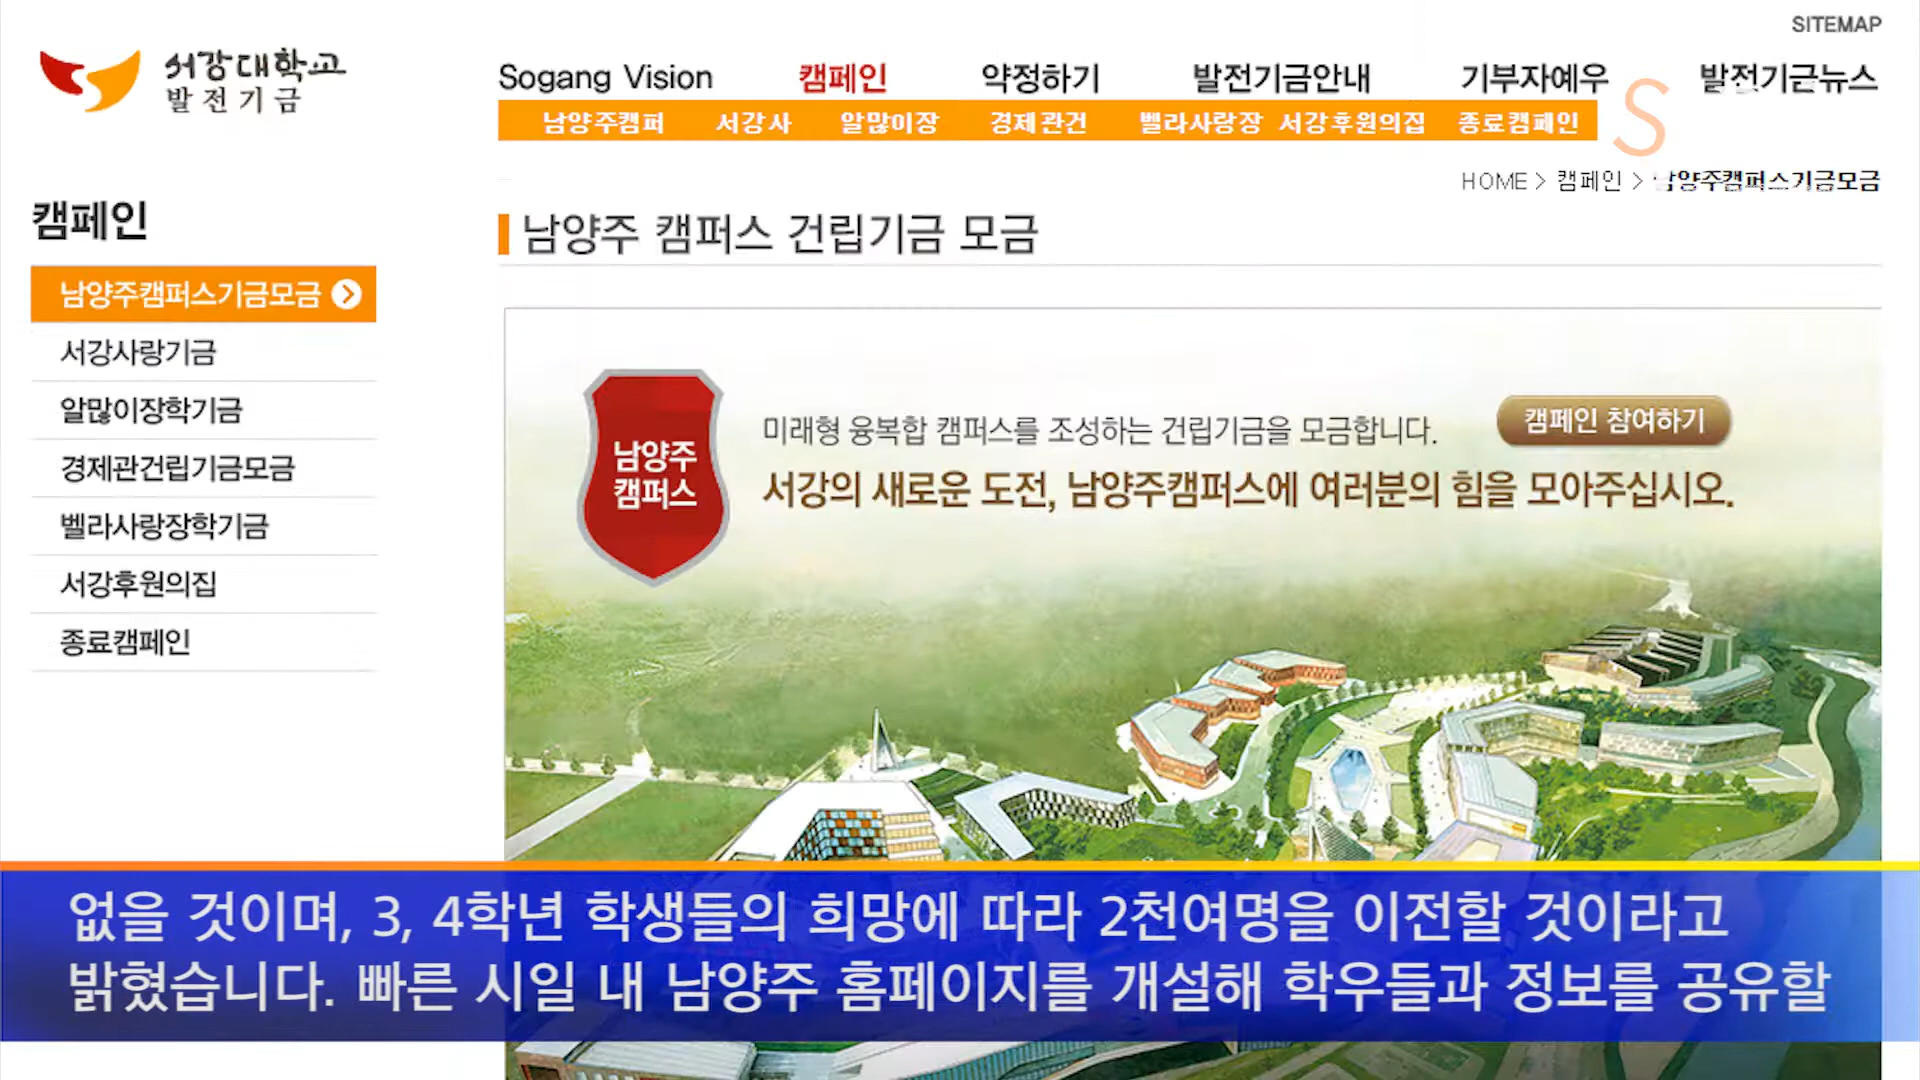 SITEMAP
서강대학교
발전기금
Sogang Vision 캠페인 약정하기 발전기금안내 기부자예우 발전기금뉴스
남양주캠퍼 서강사 알많이장 경제관건 벨라사랑장 서강후원의집 종료캠페인
S
HOME > 캠페인 > 남양주캠퍼스기금모금
캠페인
남양주캠퍼스기금모금
서강사랑기금
알많이장학기금
경제관건립기금모금
벨라사랑장학기금
서강후원의집
종료캠페인
남양주 캠퍼스 건립기금 모금
남양주
캠퍼스
미래형 융복합 캠퍼스를 조성하는 건립기금을 모금합니다.
캠페인 참여하기
서강의 새로운 도전, 남양주캠퍼스에 여러분의 힘을 모아주십시오.
없을 것이며, 3, 4학년 학생들의 희망에 따라 2천여명을 이전할 것이라고
밝혔습니다. 빠른 시일 내 남양주 홈페이지를 개설해 학우들과 정보를 공유할